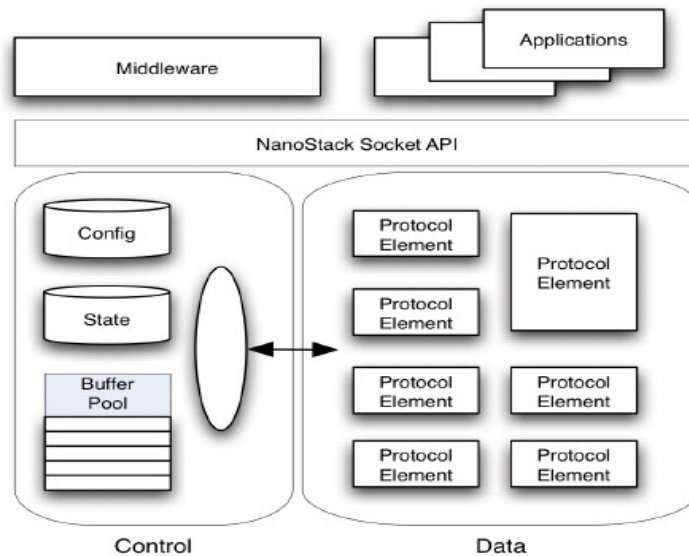 Applications
Middleware
NanoStack Socket API
Config
State
Buffer
Pool
Protocol
Element
Protocol
Element
Protocol
Element
Protocol
Element
Protocol
Element
Protocol
Element
Protocol
Element
Control
Data